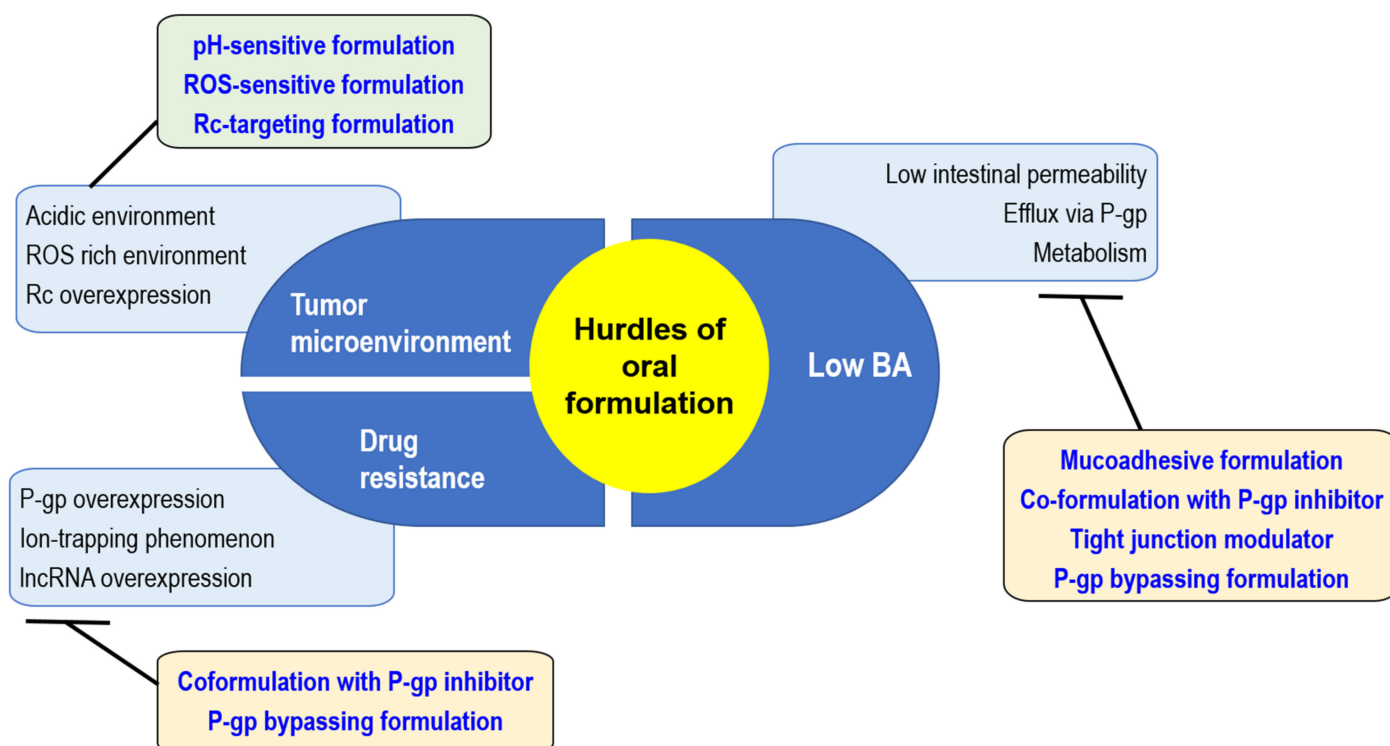 pH-sensitive formulation
ROS-sensitive formulation
Rc-targeting formulation
Acidic environment
ROS rich environment
Rc overexpression
Tumor
microenvironment
Drug
resistance
P-gp overexpression
Ion-trapping phenomenon
lncRNA overexpression
Coformulation with P-gp inhibitor
P-gp bypassing formulation
Hurdles of
oral
formulation
Low BA
Low intestinal permeability
Efflux via P-gp
Metabolism
Mucoadhesive formulation
Co-formulation with P-gp inhibitor
Tight junction modulator
P-gp bypassing formulation